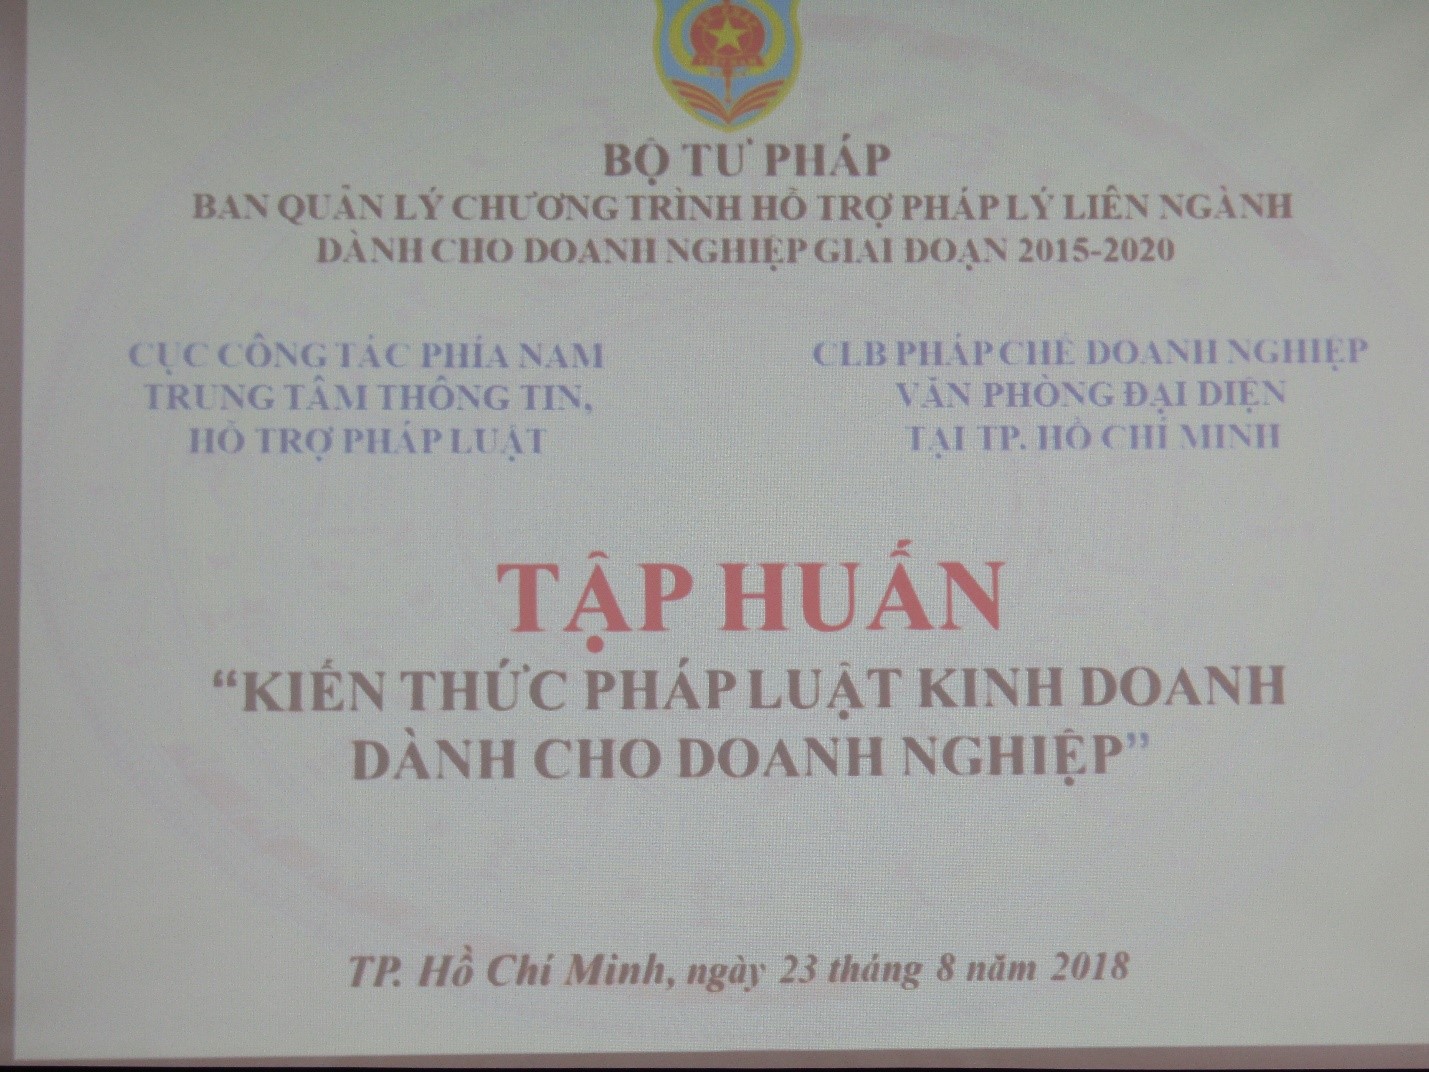 VIỆT NAM
BỘ TƯ PHÁP
BAN QUẢN LÝ CHƯƠNG TRÌNH HỖ TRỢ PHÁP LÝ LIÊN NGÀNH
DÀNH CHO DOANH NGHIỆP GIAI ĐOẠN 2015-2020
CỤC CÔNG TÁC PHÍA NAM
TRUNG TÂM THÔNG TIN,
HỖ TRỢ PHÁP LUẬT
CLB PHÁP CHẾ DOANH NGHIỆP
VĂN PHÒNG ĐẠI DIỆN
TẠI TP. HỒ CHÍ MINH
TẬP HUẤN
“KIẾN THỨC PHÁP LUẬT KINH DOANH
DÀNH CHO DOANH NGHIỆP”
TP. Hồ Chí Minh, ngày 23 tháng 8 năm 2018